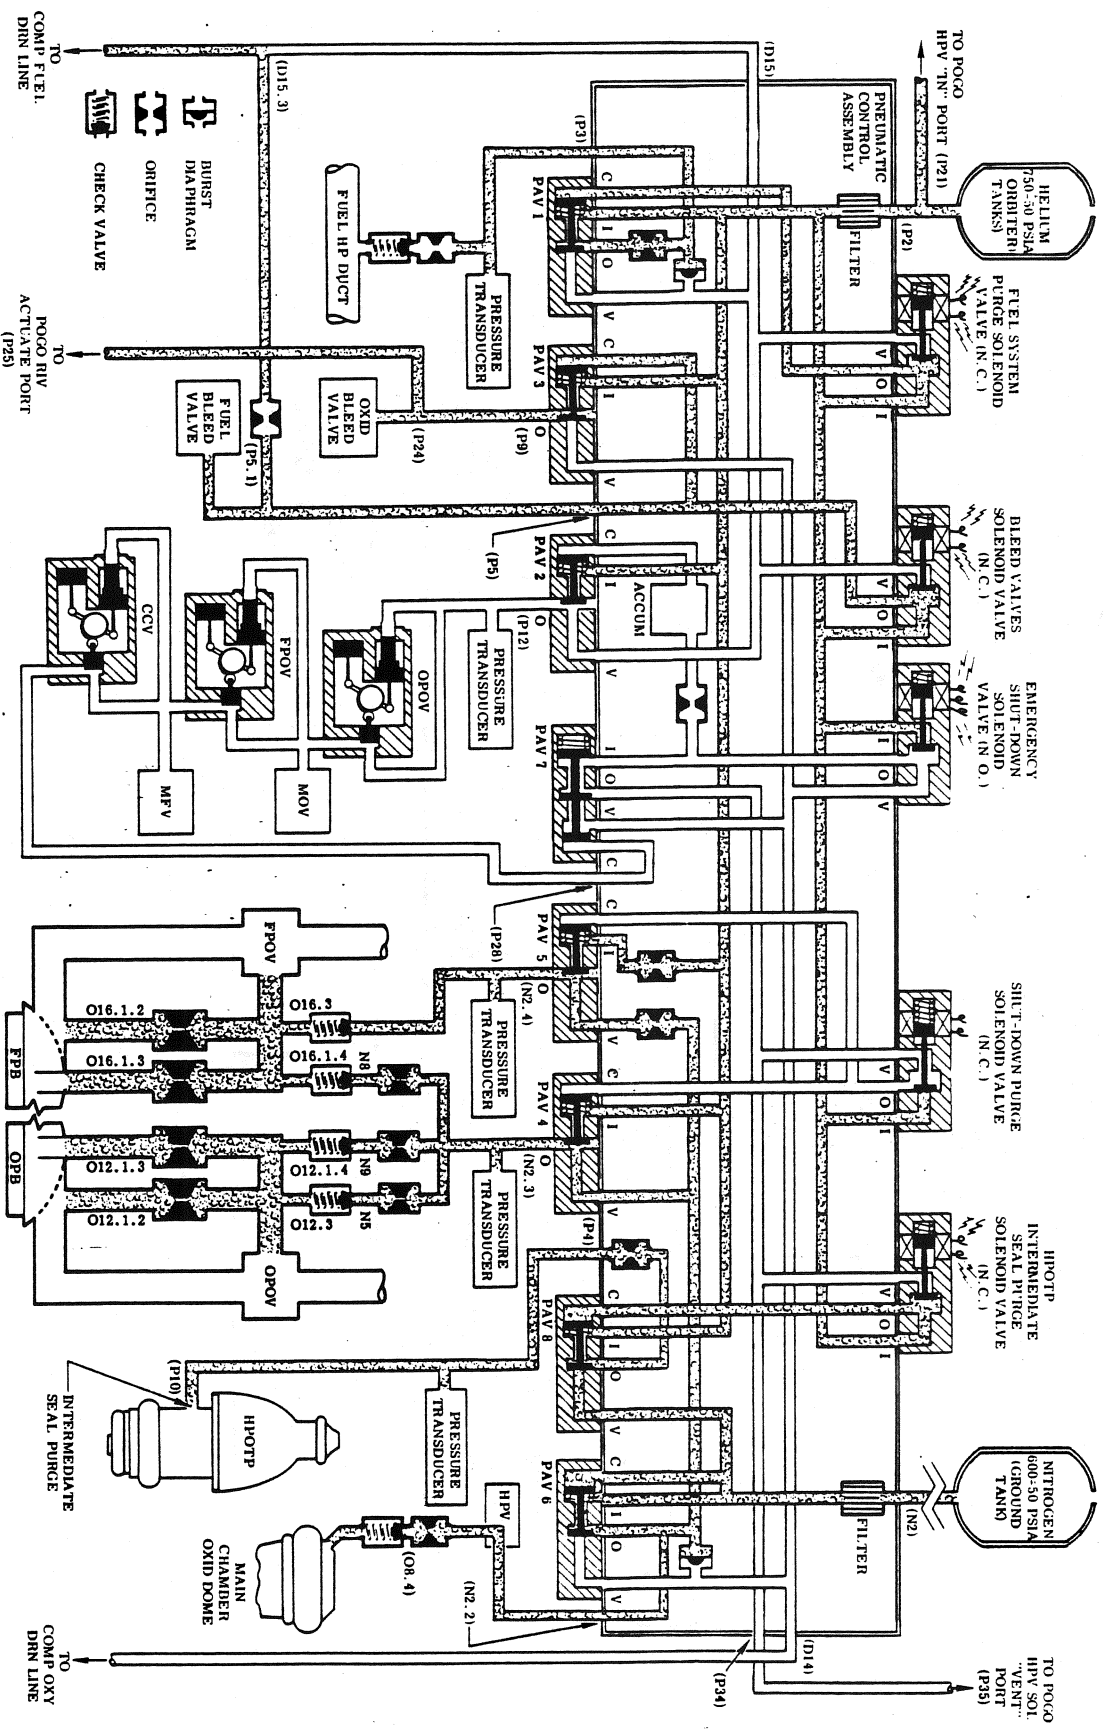 TO POGO
HPV "IN" PORT (P21)
HELIUM
750-50 PSIA
ORBITER
TANKS)
(P2)
FILTER
PNEUMATIC
CONTROL
ASSEMBLY
FUEL SYSTEM
PURGE SOLENOID
VALVE (N.C.)
V
O
I
BLEED VALVES
SOLENOID VALVE
(N.C.)
V
O
I
EMERGENCY
SHUT-DOWN
SOLENOID
VALVE (N O.)
I
O
V
SHUT-DOWN PURGE
SOLENOID VALVE
(N.C.)
V
O
I
HPOTP
INTERMEDIATE
SEAL PURGE
SOLENOID VALVE
(N.C.)
V
O
I
NITROGEN
600-50 PSIA
(GROUND
TANK)
(N2)
FILTER
TO POGO
HPV SOL
"VENT"
PORT
(P35)
(P34)
(D14)
(D15)
(P3)
C
I
O
V
PAV 1
C
I
O
V
PAV 3
C
I
O
V
PAV 2
ACCUM
I
O
V
C
PAV 7
C
I
O
V
PAV 5
C
I
O
V
PAV 4
(P4)
C
I
O
V
PAV 8
C
I
O
V
PAV 6
TO
COMP FUEL
DRN LINE
(D15.3)
BURST
DIAPHRAGM
ORIFICE
CHECK VALVE
FUEL HP DUCT
PRESSURE
TRANSDUCER
TO
POGO RIV
ACTUATE PORT
(P25)
FUEL
BLEED
VALVE
(P5.1)
OXID
BLEED
VALVE
(P24)
(P9)
(P5)
(P12)
PRESSURE
TRANSDUCER
CCV
FPOV
OPOV
MFV
MOV
(P28)
(N2.4)
PRESSURE
TRANSDUCER
(N2.3)
PRESSURE
TRANSDUCER
FPOV
O16.1.2
O16.3
O16.1.3
O16.1.4
N8
FPB
OPB
O12.1.3
O12.1.4
N9
O12.1.2
O12.3
N5
OPOV
(P10)
INTERMEDIATE
SEAL PURGE
HPOTP
PRESSURE
TRANSDUCER
HPV
(O8.4)
(N2.2)
MAIN
CHAMBER
OXID DOME
TO
COMP OXY
DRN LINE